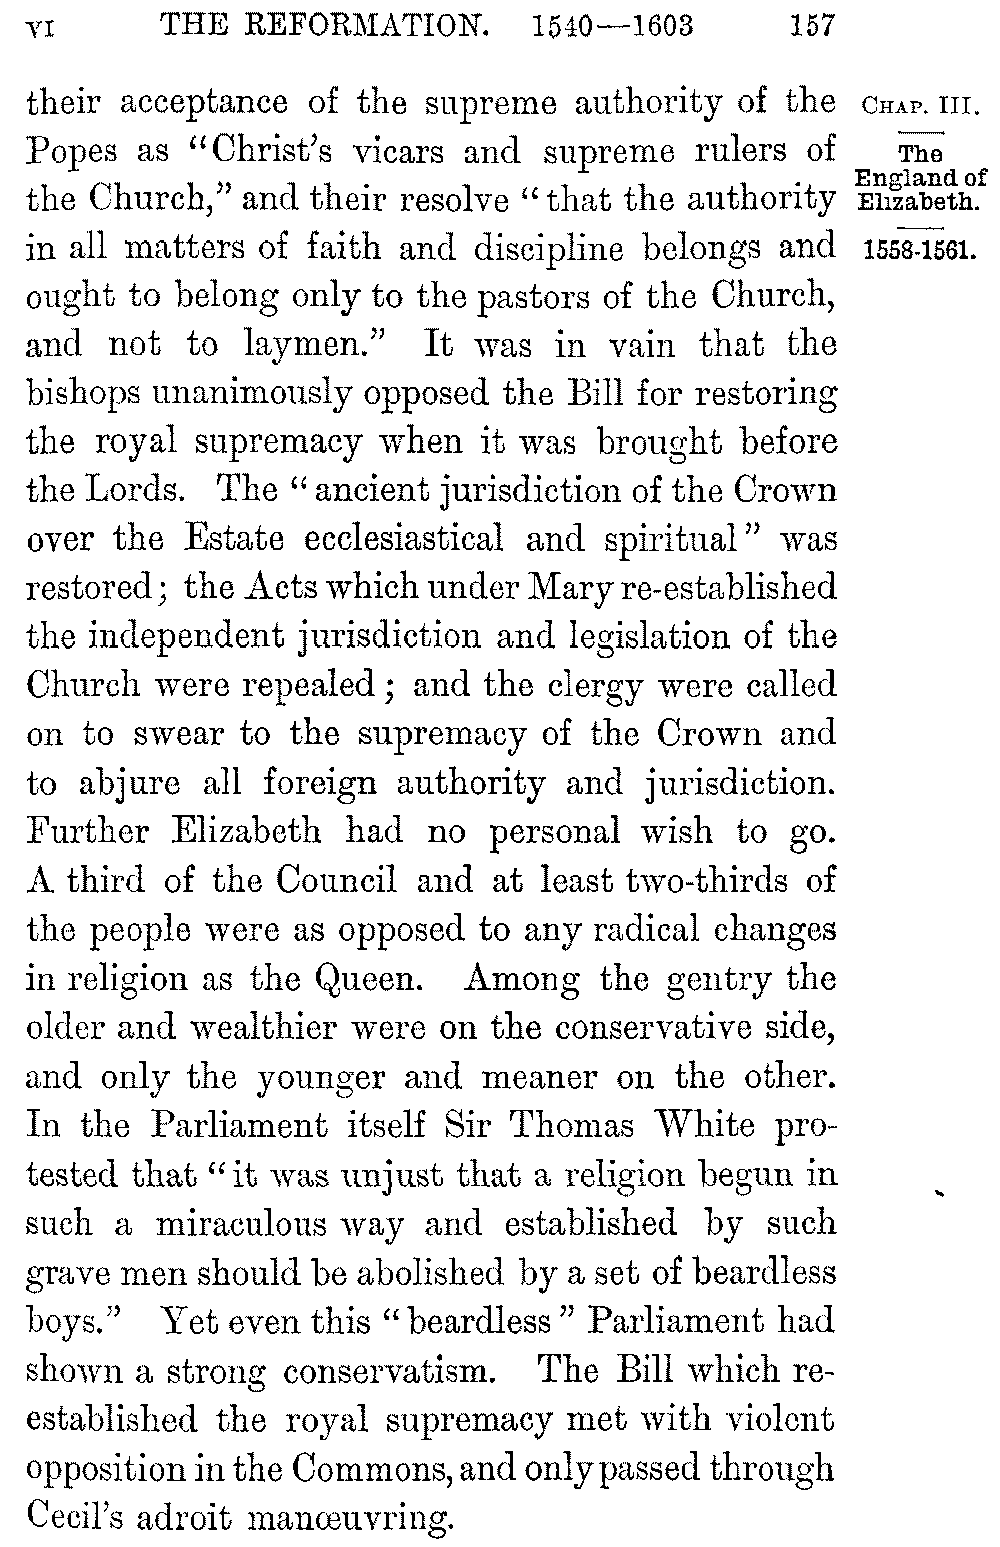 VI THE REFORMATION. 1540—1603 157
their acceptance of the supreme authority of the
Popes as "Christ's vicars and supreme rulers of
the Church," and their resolve "that the authority
in all matters of faith and discipline belongs and
ought to belong only to the pastors of the Church,
and not to laymen." It was in vain that the
bishops unanimously opposed the Bill for restoring
the royal supremacy when it was brought before
the Lords. The "ancient jurisdiction of the Crown
over the Estate ecclesiastical and spiritual" was
restored; the Acts which under Mary re-established
the independent jurisdiction and legislation of the
Church were repealed; and the clergy were called
on to swear to the supremacy of the Crown and
to abjure all foreign authority and jurisdiction.
Further Elizabeth had no personal wish to go.
A third of the Council and at least two-thirds of
the people were as opposed to any radical changes
in religion as the Queen. Among the gentry the
older and wealthier were on the conservative side,
and only the younger and meaner on the other.
In the Parliament itself Sir Thomas White pro-
tested that "it was unjust that a religion begun in
such a miraculous way and established by such
grave men should be abolished by a set of beardless
boys." Yet even this "beardless" Parliament had
shown a strong conservatism. The Bill which re-
established the royal supremacy met with violent
opposition in the Commons, and only passed through
Cecil's adroit manœuvring.
CHAP. III.
The
England of
Elizabeth.
1558-1561.